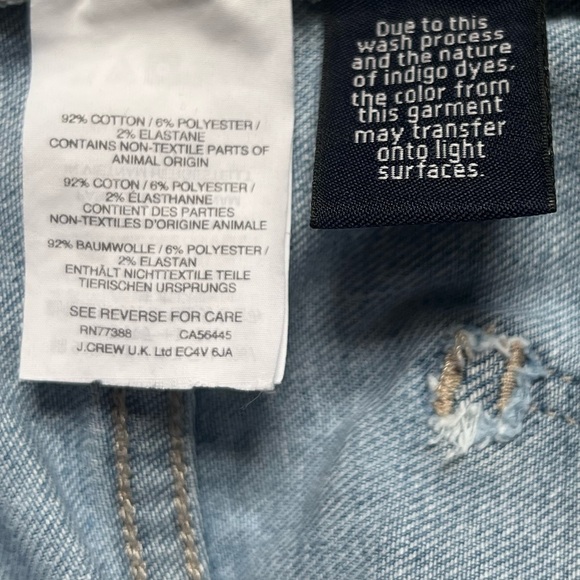 92% COTTON / 6% POLYESTER /
2% ELASTANE
CONTAINS NON-TEXTILE PARTS OF
ANIMAL ORIGIN
92% COTON / 6% POLYESTER /
2% ÉLASTHANNE
CONTIENT DES PARTIES
NON-TEXTILES D'ORIGINE ANIMALE
92% BAUMWOLLE / 6% POLYESTER /
2% ELASTAN
ENTHÄLT NICHTTEXTILE TEILE
TIERISCHEN URSPRUNGS
SEE REVERSE FOR CARE
RN77388 CA56445
J.CREW U.K. Ltd EC4V 6JA
Due to this
wash process
and the nature
of indigo dyes,
the color from
this garment
may transfer
onto light
surfaces.